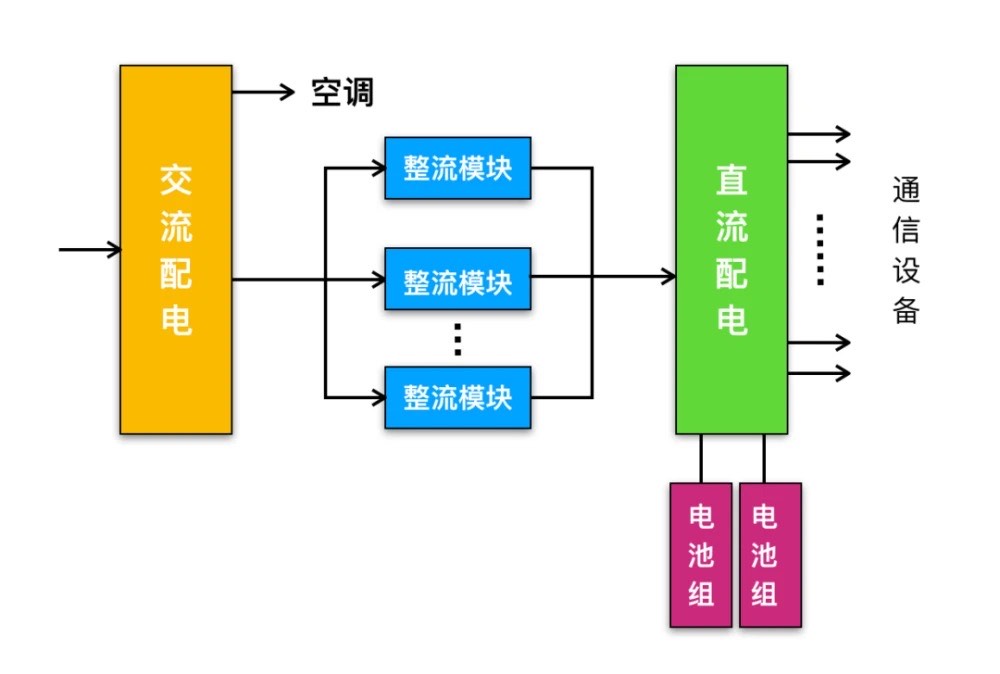 空调
交流配电
整流模块
整流模块
整流模块
直流配电
通信设备
电池组
电池组